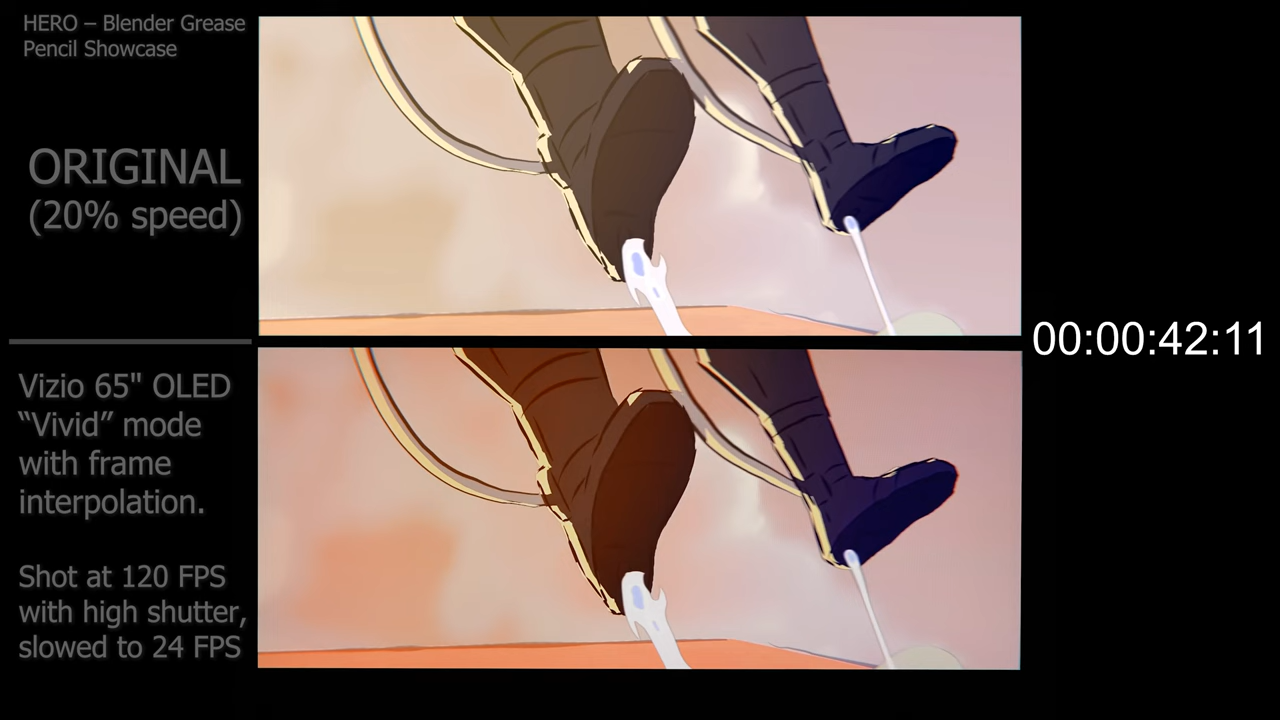 HERO – Blender Grease
Pencil Showcase
ORIGINAL
(20% speed)
00:00:42:11
Vizio 65" OLED
“Vivid” mode
with frame
interpolation.
Shot at 120 FPS
with high shutter,
slowed to 24 FPS